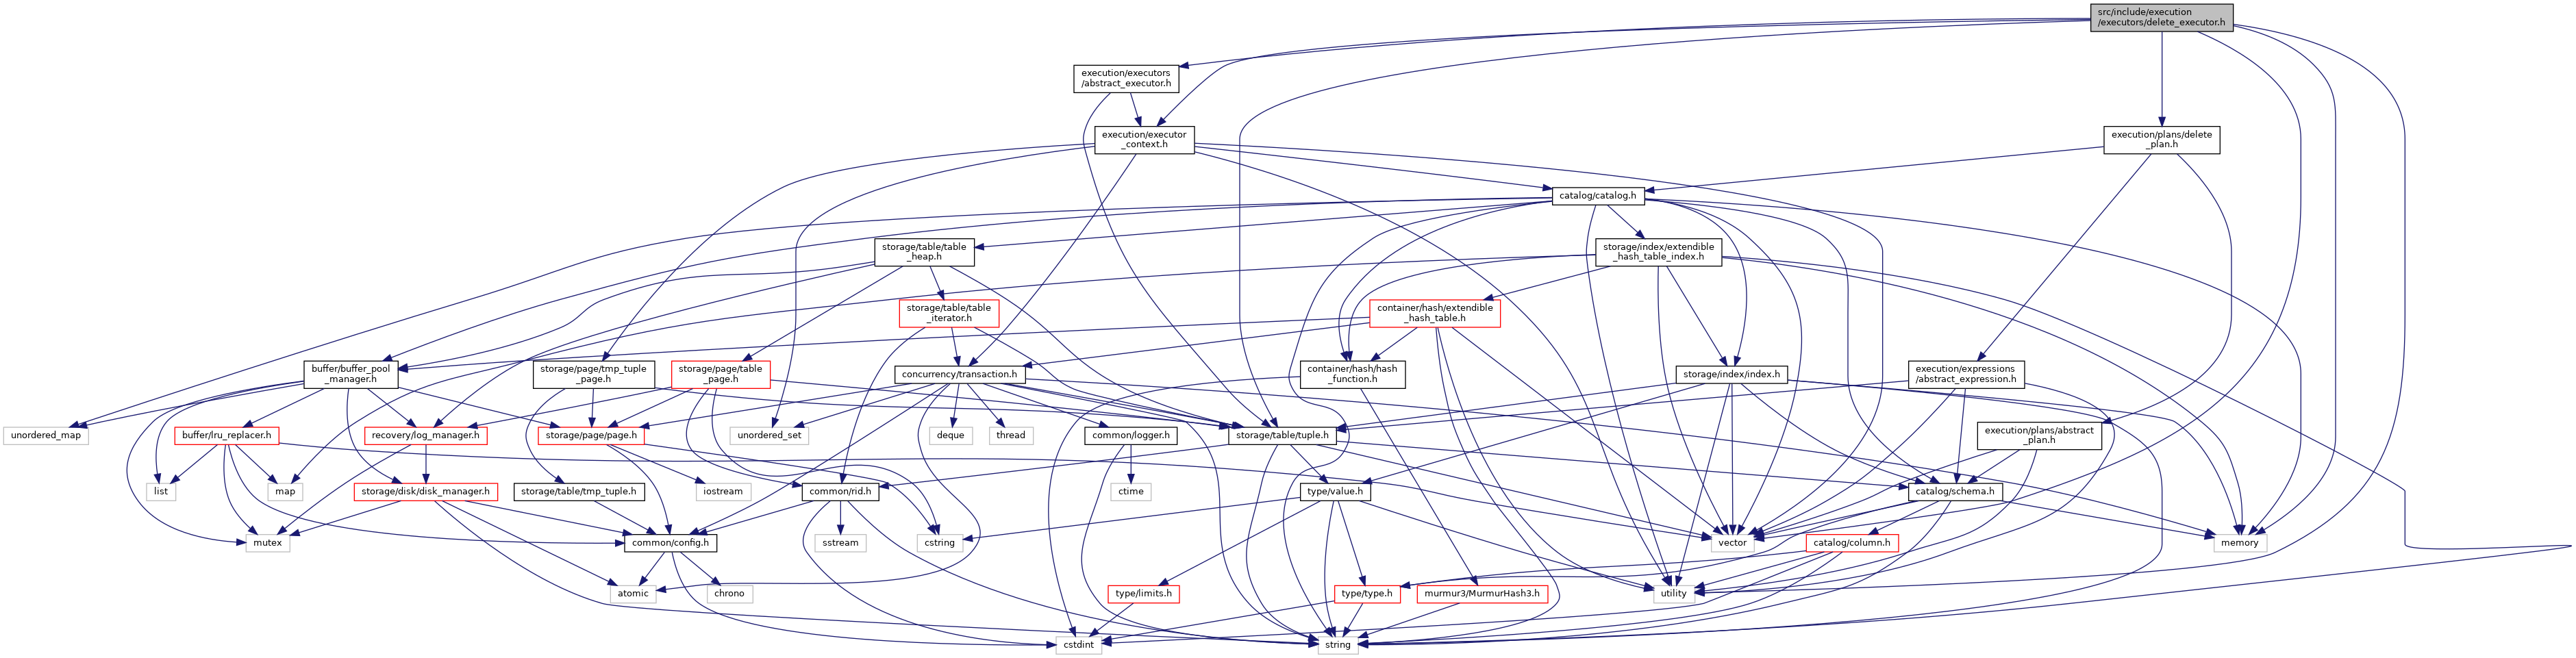 src/include/execution
/executors/delete_executor.h
execution/executors
/abstract_executor.h
execution/executor
_context.h
execution/plans/delete
_plan.h
catalog/catalog.h
storage/table/table
_heap.h
storage/index/extendible
_hash_table_index.h
storage/table/table
_iterator.h
container/hash/extendible
_hash_table.h
buffer/buffer_pool
_manager.h
storage/page/tmp_tuple
_page.h
storage/page/table
_page.h
concurrency/transaction.h
container/hash/hash
_function.h
storage/index/index.h
execution/expressions
/abstract_expression.h
unordered_map
buffer/lru_replacer.h
recovery/log_manager.h
storage/page/page.h
unordered_set
deque
thread
common/logger.h
storage/table/tuple.h
execution/plans/abstract
_plan.h
list
map
storage/disk/disk_manager.h
storage/table/tmp_tuple.h
iostream
common/rid.h
ctime
type/value.h
catalog/schema.h
mutex
common/config.h
sstream
cstring
vector
catalog/column.h
memory
atomic
chrono
type/limits.h
type/type.h
murmur3/MurmurHash3.h
utility
cstdint
string